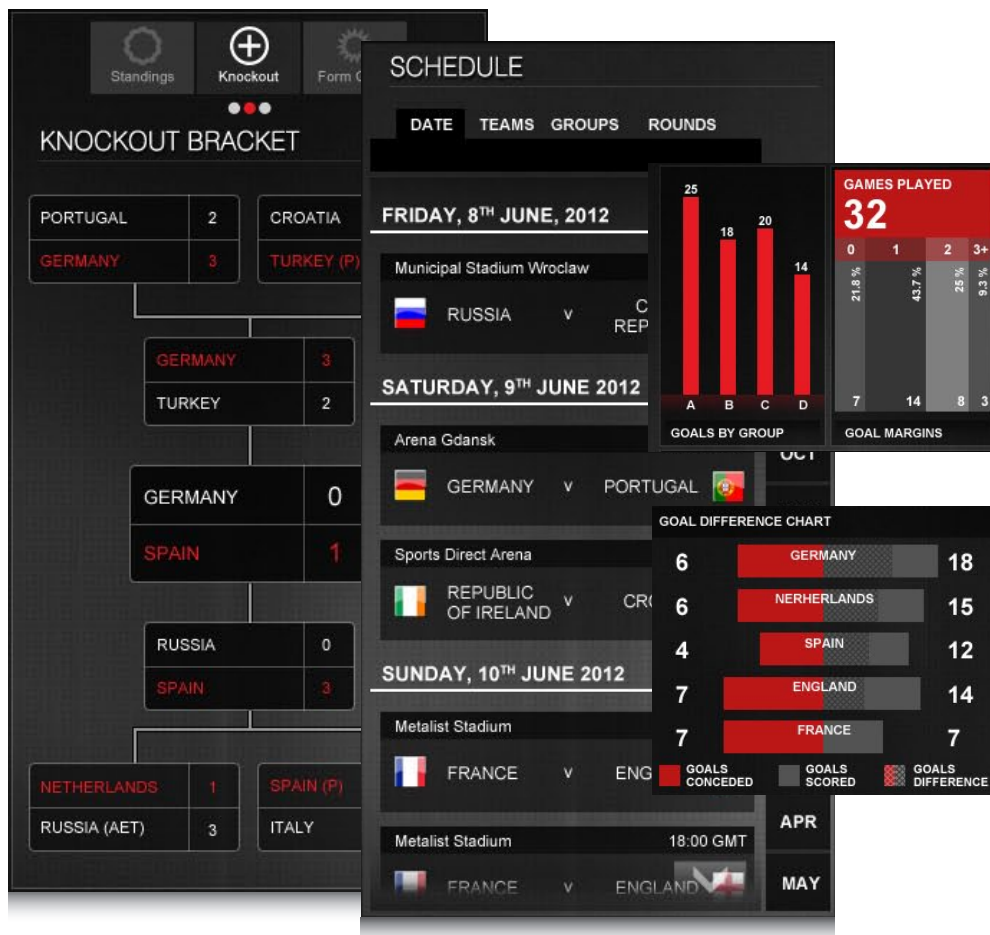 Standings
Knockout
Form
KNOCKOUT BRACKET
PORTUGAL 2
GERMANY 3
CROATIA
TURKEY (P)
GERMANY 3
TURKEY 2
GERMANY 0
SPAIN 1
RUSSIA 0
SPAIN 3
NETHERLANDS 1
RUSSIA (AET) 3
SPAIN (P)
ITALY
SCHEDULE
DATE TEAMS GROUPS ROUNDS
FRIDAY, 8TH JUNE, 2012
Municipal Stadium Wroclaw
RUSSIA v
SATURDAY, 9TH JUNE 2012
Arena Gdansk
GERMANY v PORTUGAL
Sports Direct Arena
REPUBLIC
OF IRELAND v
SUNDAY, 10TH JUNE 2012
Metalist Stadium
FRANCE v ENG
Metalist Stadium 18:00 GMT
FRANCE v ENGLAND
OCT
APR
MAY
25
18
20
14
A B C D
GOALS BY GROUP
GAMES PLAYED
32
0 1 2 3+
21.8 % 43.7 % 25 % 9.3 %
7 14 8 3
GOAL MARGINS
GOAL DIFFERENCE CHART
6 GERMANY 18
6 NERHERLANDS 15
4 SPAIN 12
7 ENGLAND 14
7 FRANCE 7
GOALS
CONCEDED
GOALS
SCORED
GOALS
DIFFERENCE